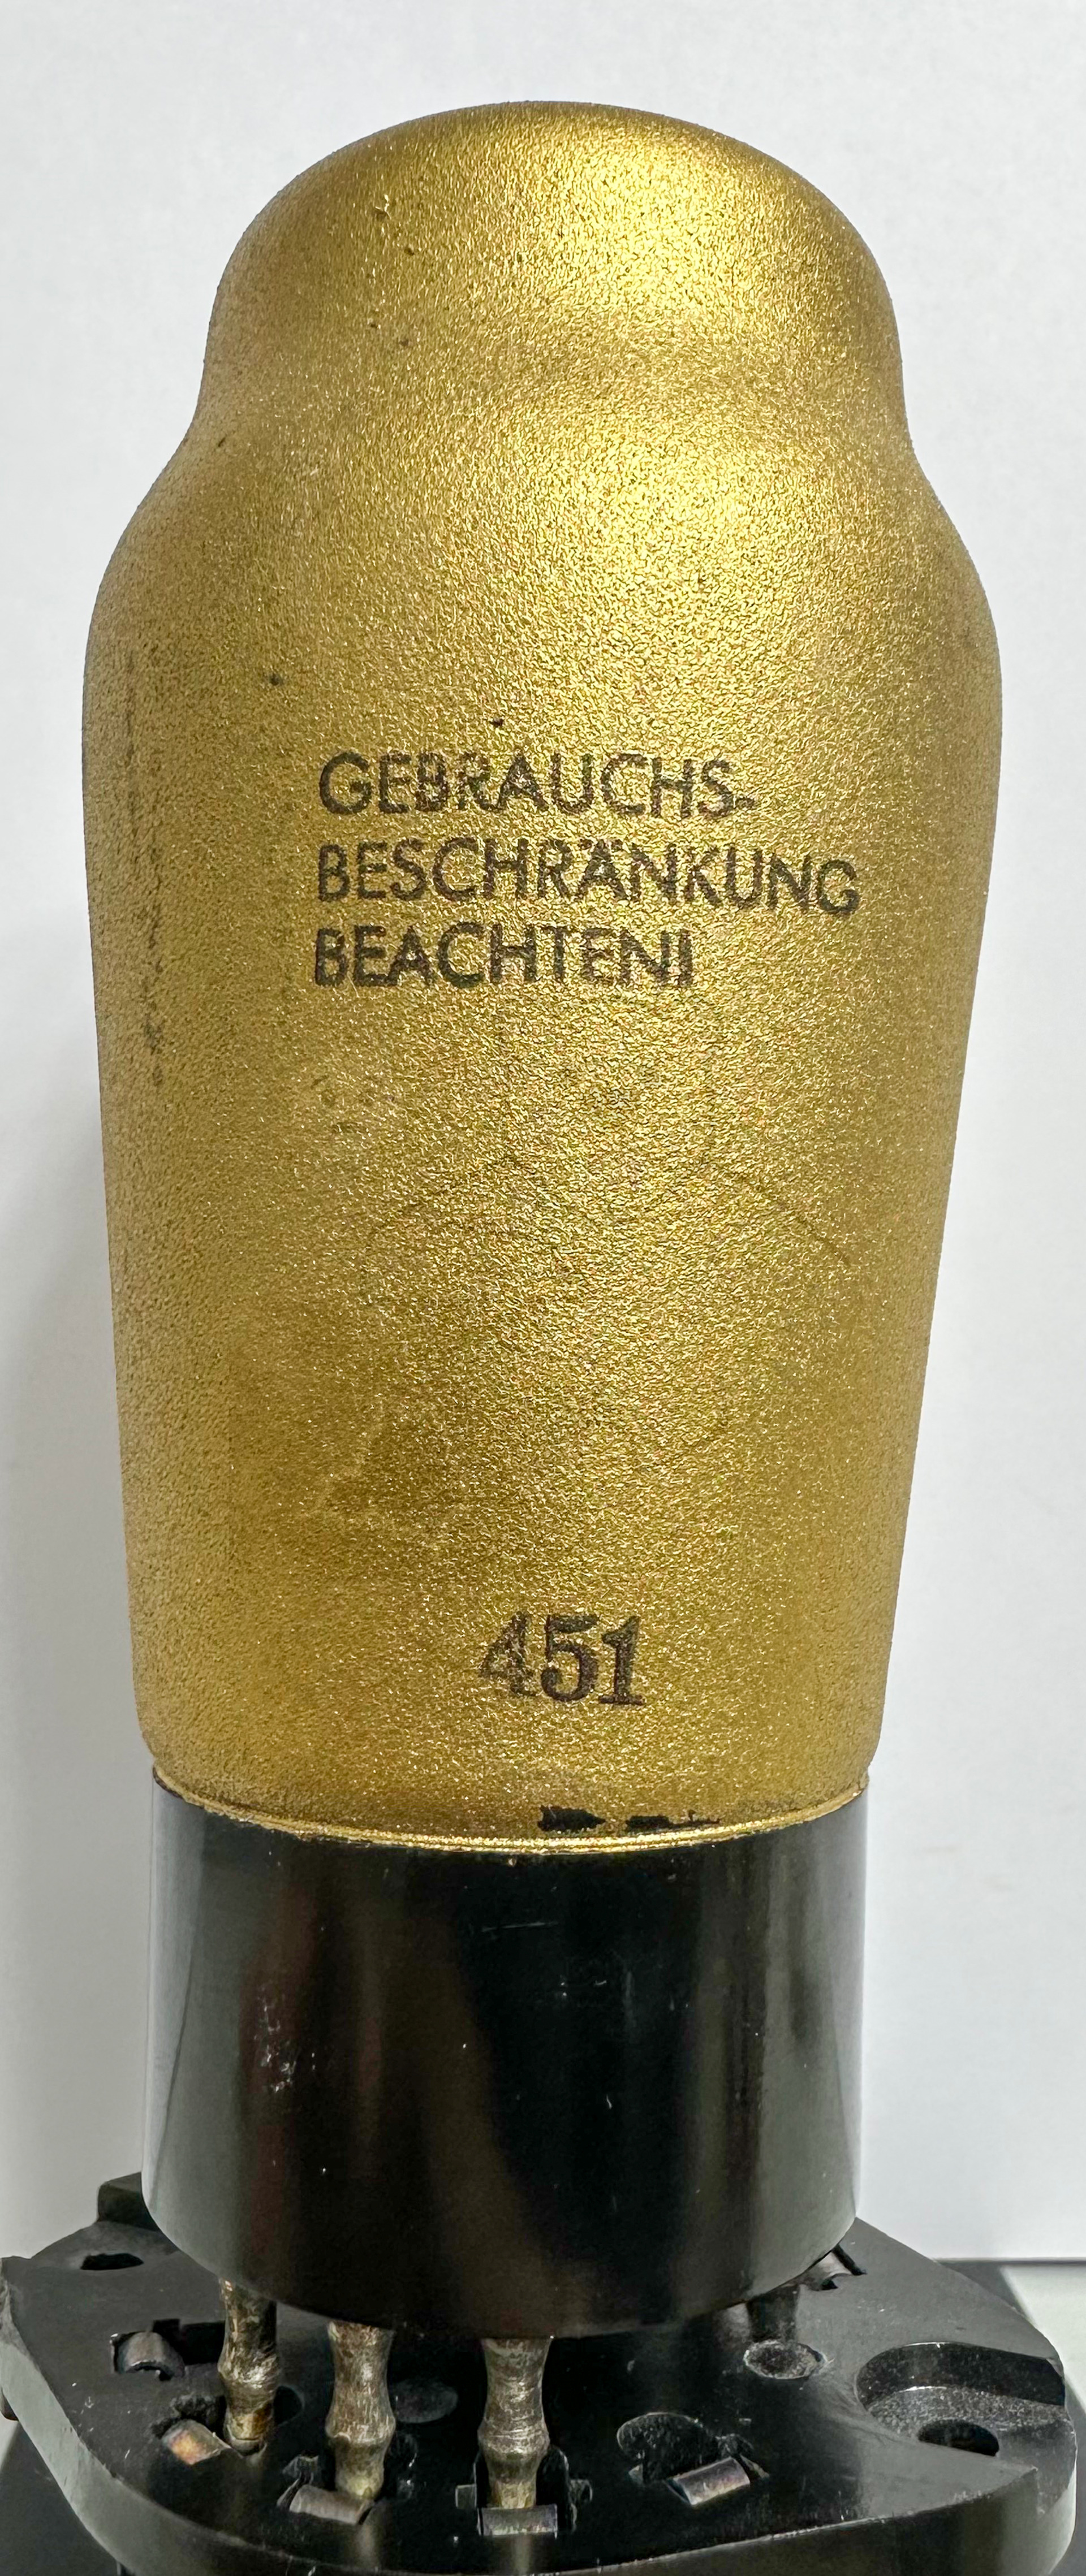 GEBRAUCHS-
BESCHRÄNKUNG
BEACHTEN!
451